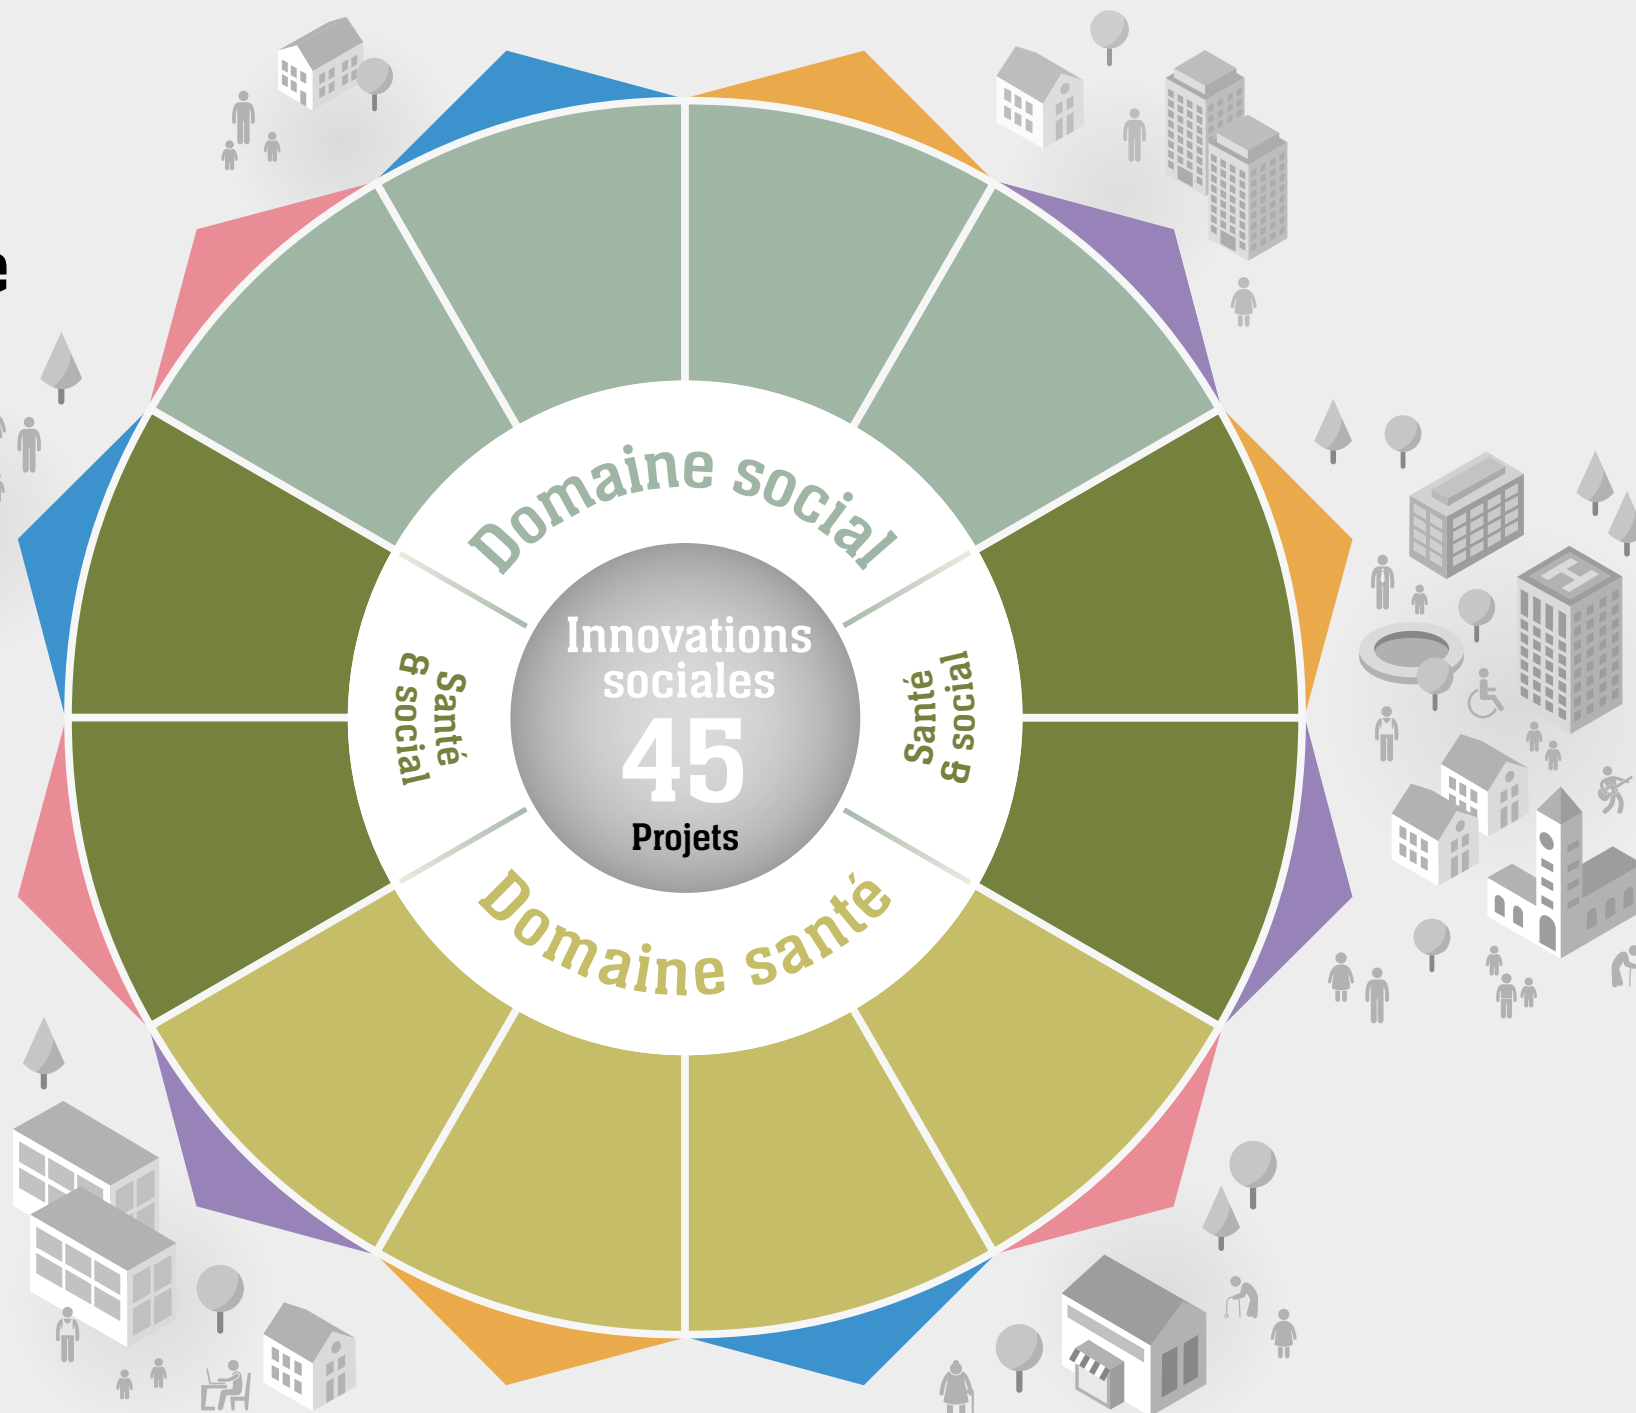 e
Domaine social
Innovations
sociales
45
Projets
Santé
& social
Santé
& social
Domaine santé